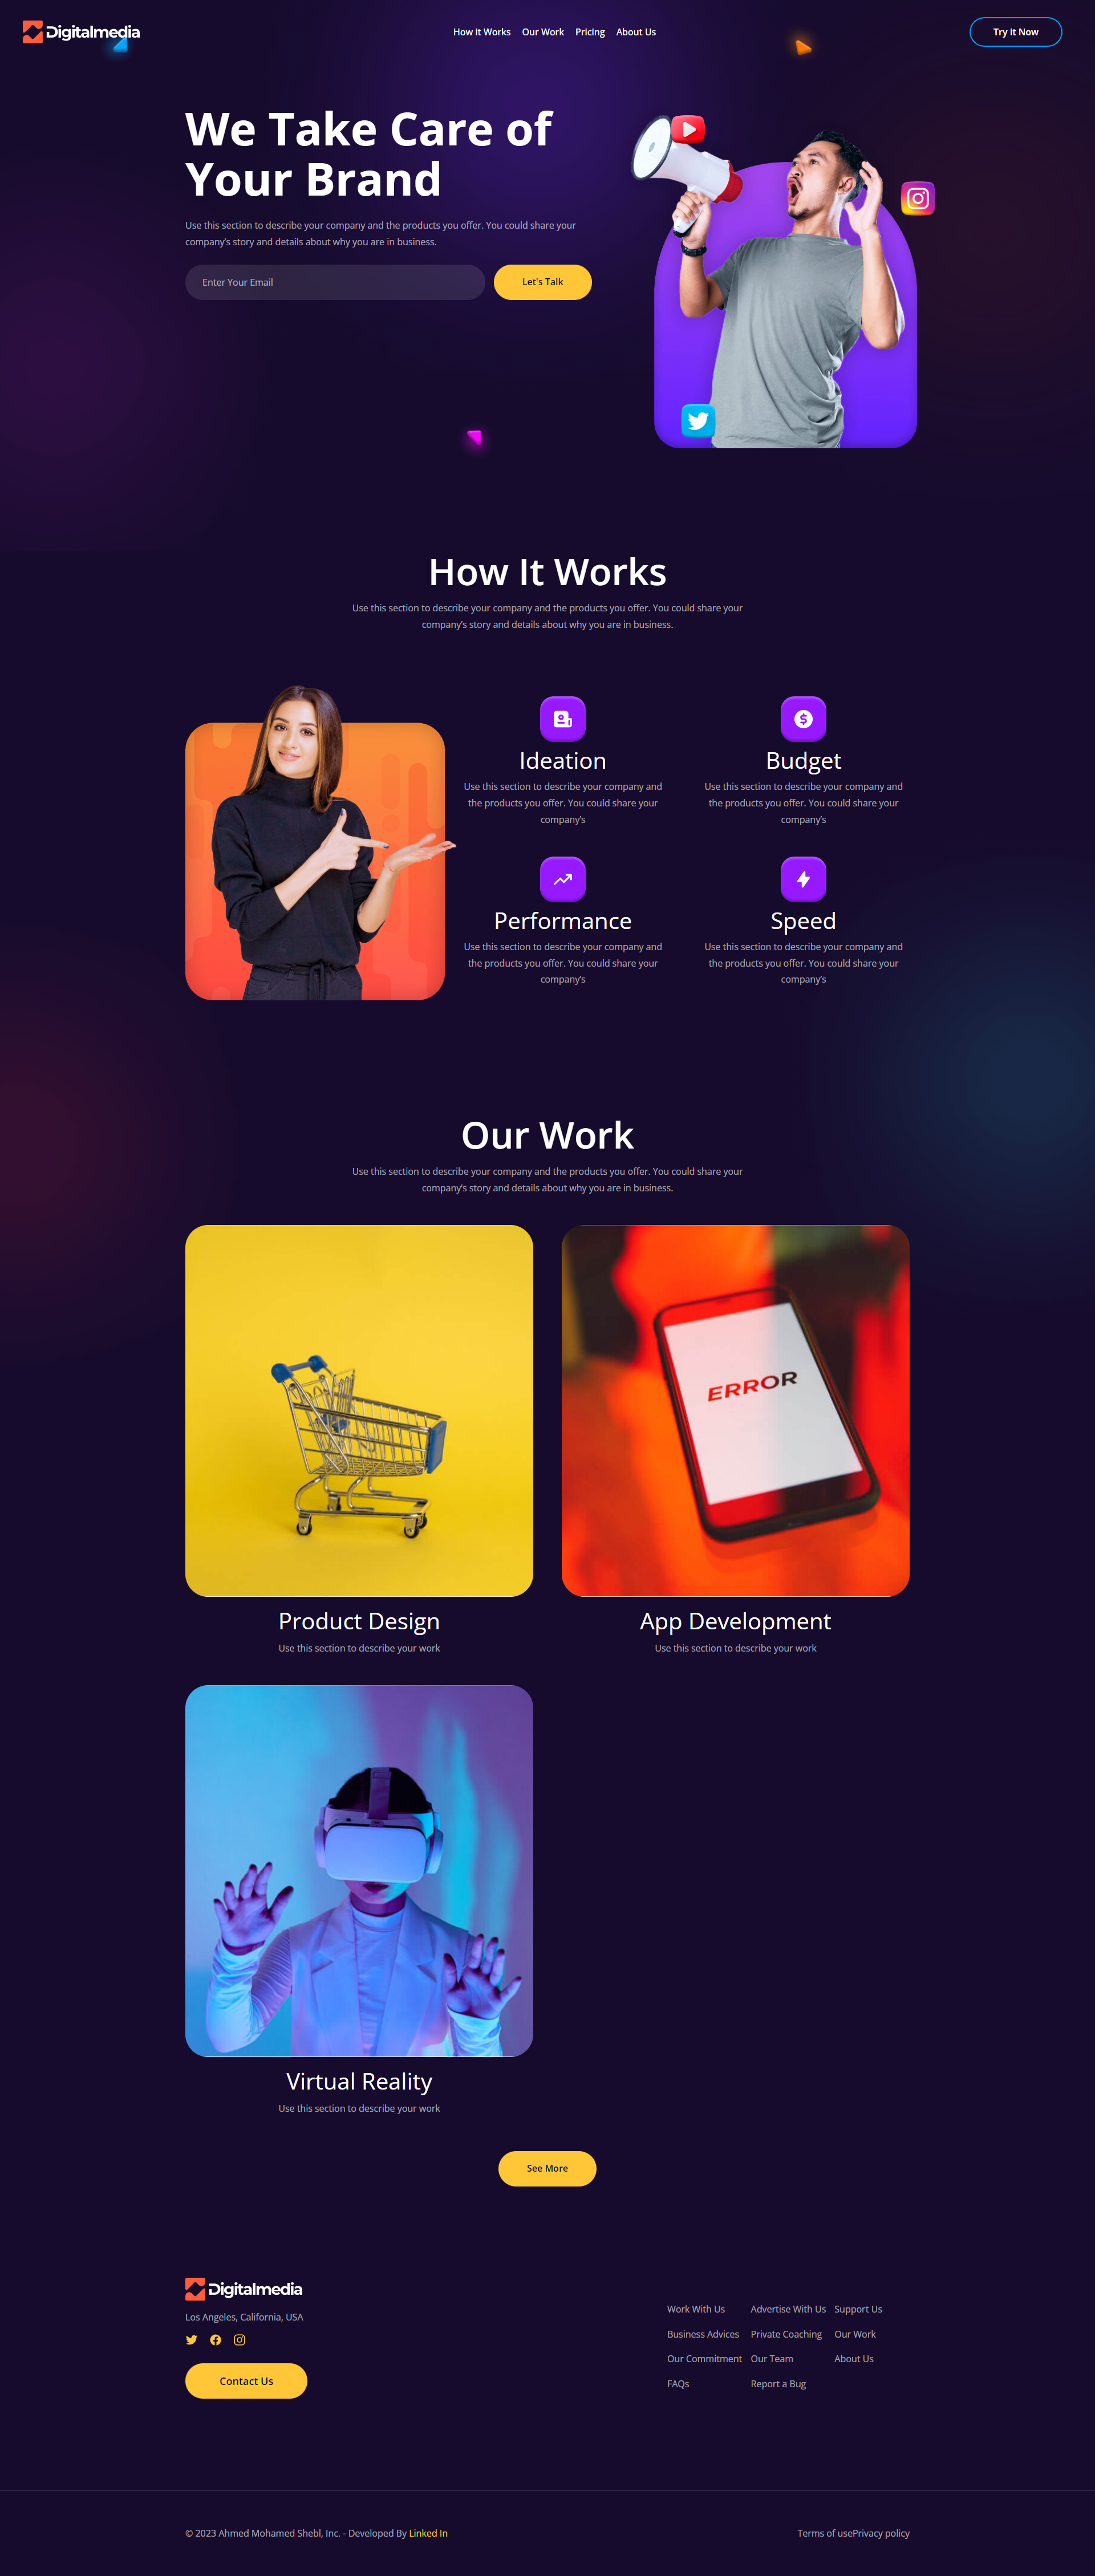 Digitalmedia
How it Works Our Work Pricing About Us
Try it Now
We Take Care of
Your Brand
Use this section to describe your company and the products you offer. You could share your
company's story and details about why you are in business.
Enter Your Email
Let's Talk
How It Works
Use this section to describe your company and the products you offer. You could share your
company's story and details about why you are in business.
Ideation
Use this section to describe your company and
the products you offer. You could share your
company's
Budget
Use this section to describe your company and
the products you offer. You could share your
company's
Performance
Use this section to describe your company and
the products you offer. You could share your
company's
Speed
Use this section to describe your company and
the products you offer. You could share your
company's
Our Work
Use this section to describe your company and the products you offer. You could share your
company's story and details about why you are in business.
ERROR
Product Design
Use this section to describe your work
App Development
Use this section to describe your work
Virtual Reality
Use this section to describe your work
See More
Digitalmedia
Los Angeles, California, USA
Contact Us
Work With Us Advertise With Us Support Us
Business Advices Private Coaching Our Work
Our Commitment Our Team About Us
FAQs Report a Bug
© 2023 Ahmed Mohamed Shebl, Inc. - Developed By Linked In
Terms of usePrivacy policy